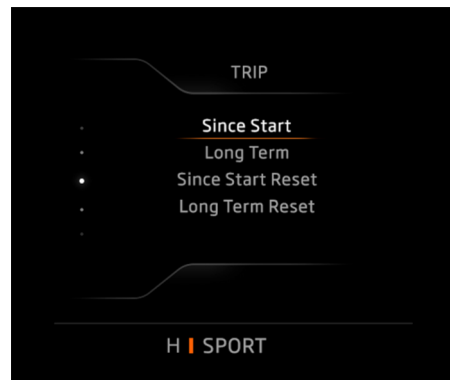 TRIP
Since Start
Long Term
Since Start Reset
Long Term Reset
H SPORT